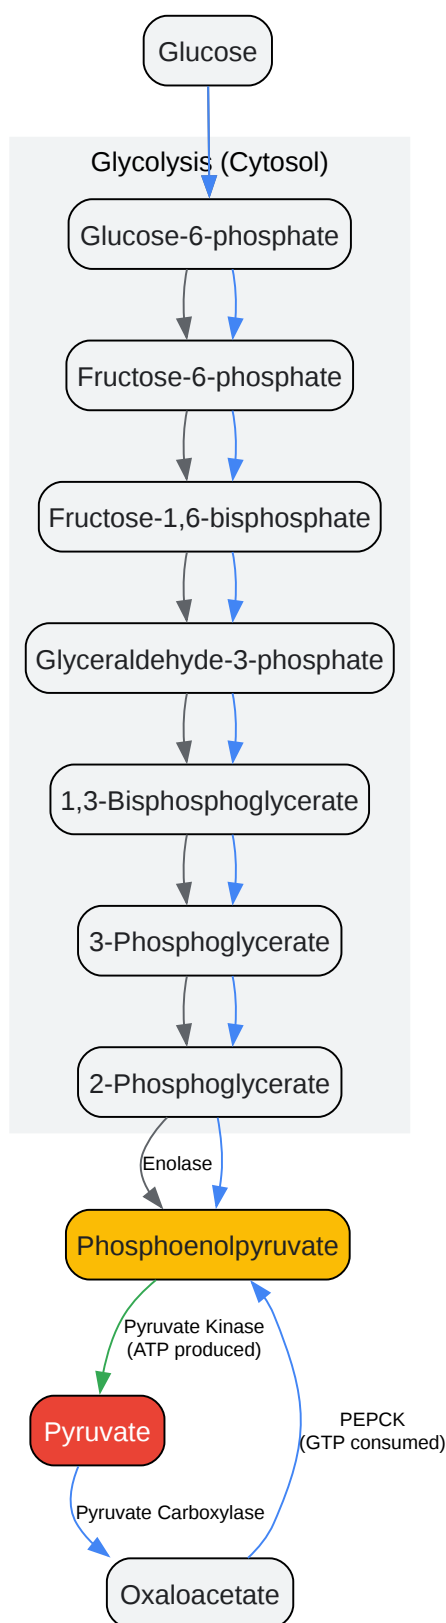 Glucose
Glycolysis (Cytosol)
Glucose-6-phosphate
Fructose-6-phosphate
Fructose-1,6-bisphosphate
Glyceraldehyde-3-phosphate
1,3-Bisphosphoglycerate
3-Phosphoglycerate
2-Phosphoglycerate
Enolase
Phosphoenolpyruvate
Pyruvate Kinase
(ATP produced)
PEPCK
(GTP consumed)
Pyruvate
Pyruvate Carboxylase
Oxaloacetate